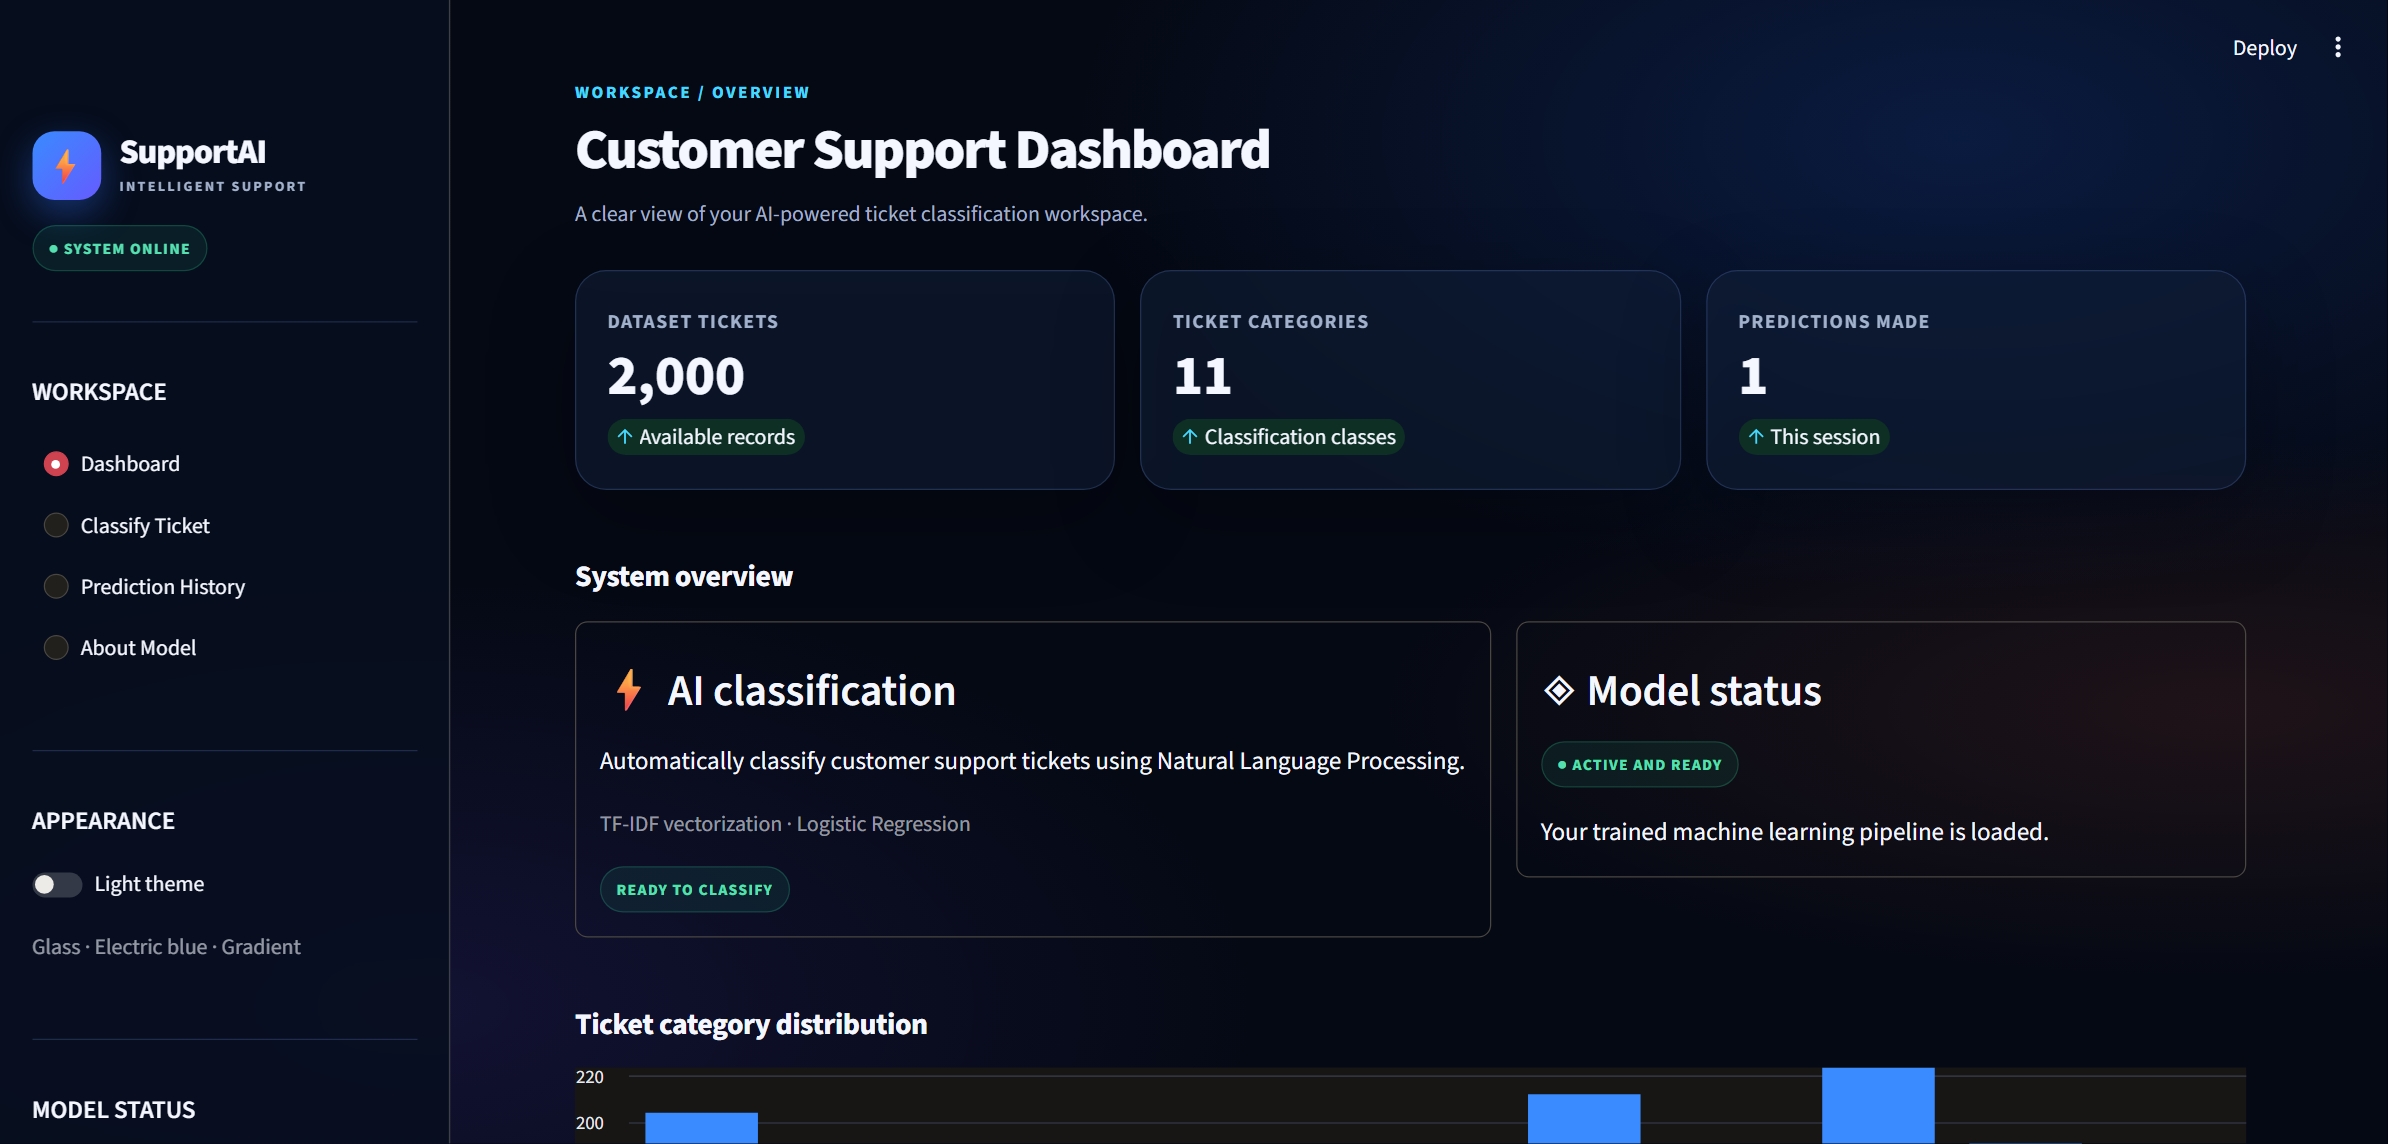 Deploy
SupportAI
INTELLIGENT SUPPORT
SYSTEM ONLINE
WORKSPACE
Dashboard
Classify Ticket
Prediction History
About Model
APPEARANCE
Light theme
Glass · Electric blue · Gradient
MODEL STATUS
WORKSPACE / OVERVIEW
Customer Support Dashboard
A clear view of your AI-powered ticket classification workspace.
DATASET TICKETS
2,000
↑ Available records
TICKET CATEGORIES
11
↑ Classification classes
PREDICTIONS MADE
1
↑ This session
System overview
AI classification
Automatically classify customer support tickets using Natural Language Processing.
TF-IDF vectorization · Logistic Regression
READY TO CLASSIFY
Model status
ACTIVE AND READY
Your trained machine learning pipeline is loaded.
Ticket category distribution
220
200